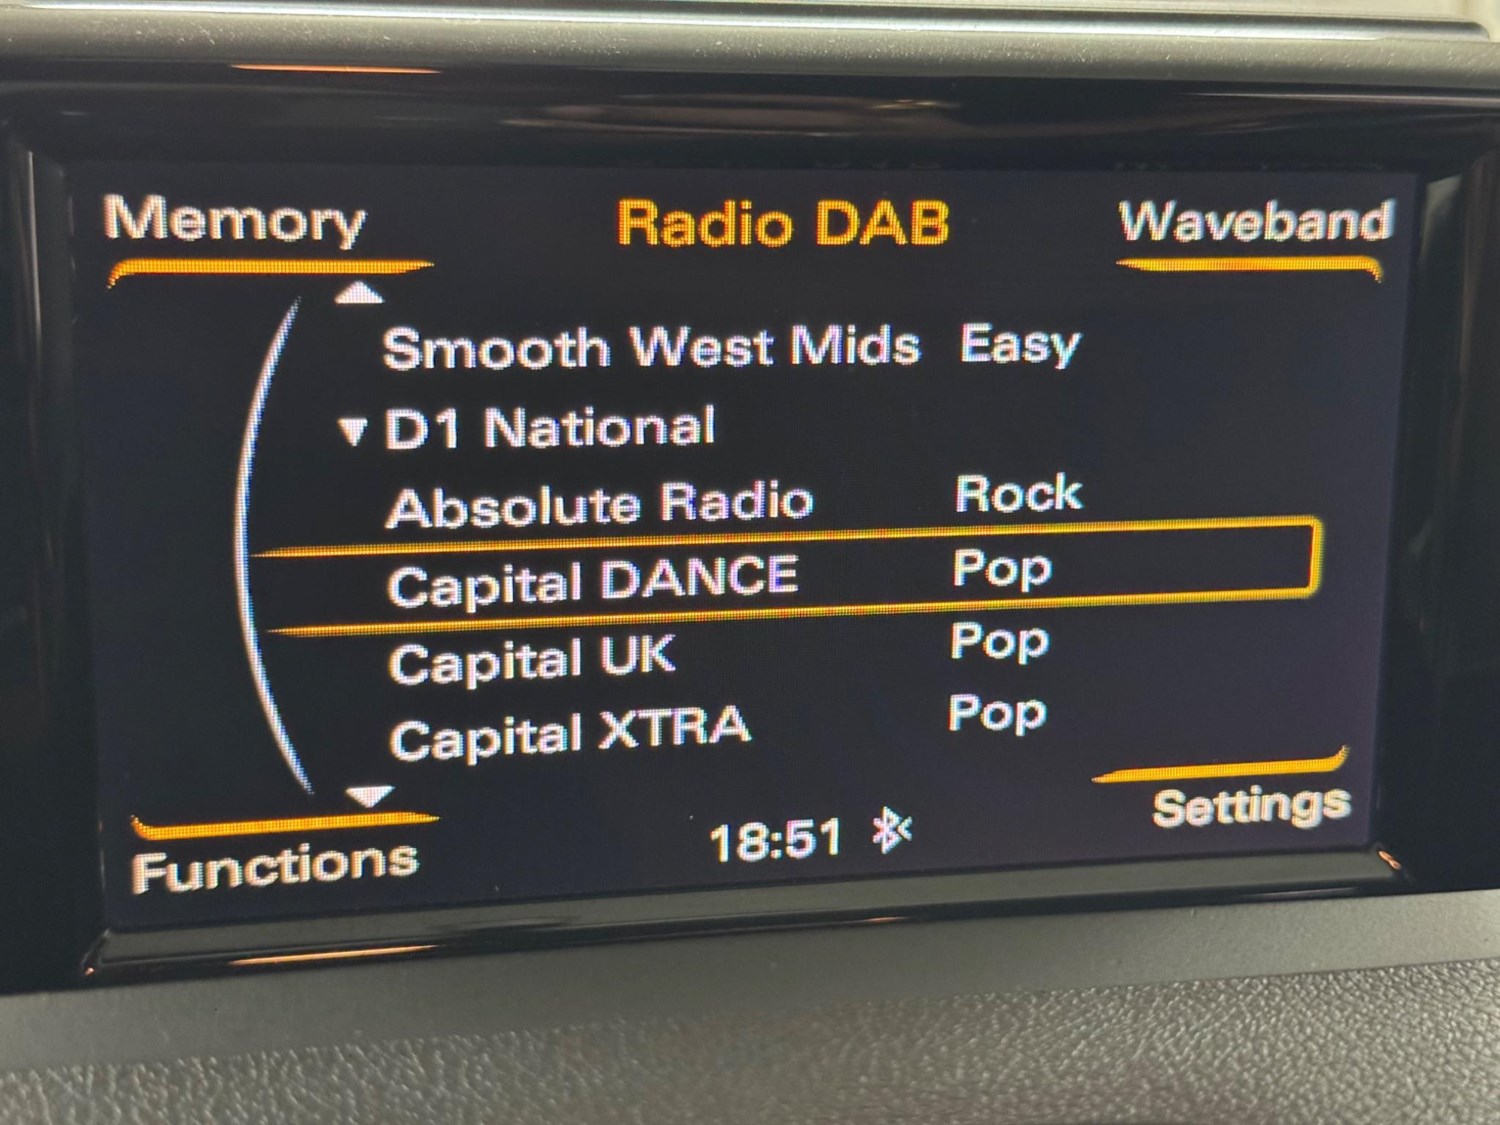 Memory Radio DAB Waveband
Smooth West Mids Easy
D1 National
Absolute Radio Rock
Capital DANCE Pop
Capital UK Pop
Capital XTRA Pop
Settings
Functions 18:51